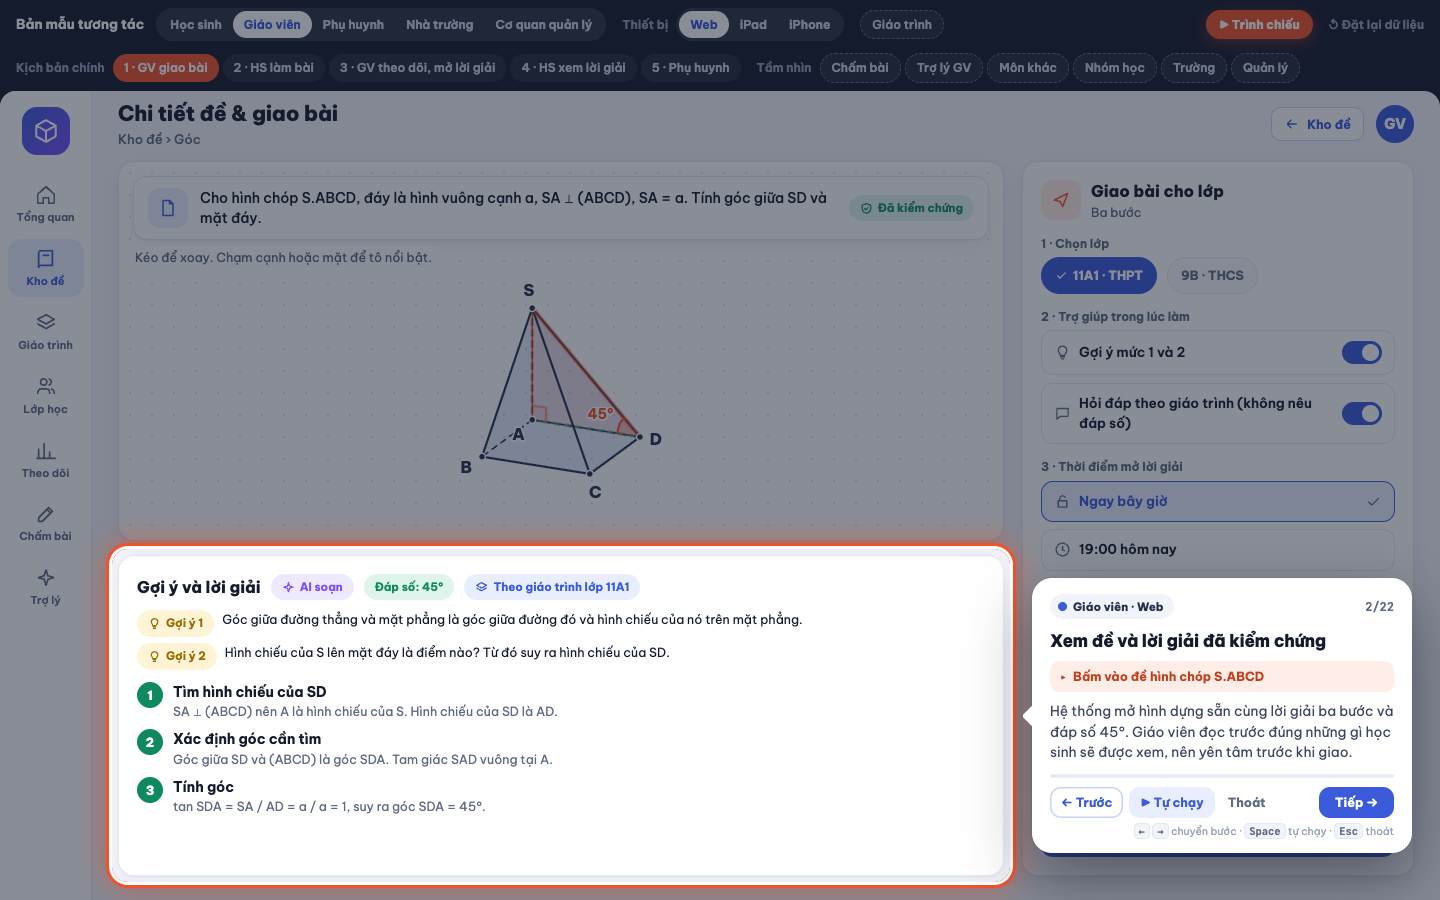 Bản mẫu tương tác
Học sinh
Giáo viên
Phụ huynh
Nhà trường
Cơ quan quản lý
Thiết bị
Web
iPad
iPhone
Giáo trình
Trình chiếu
Đặt lại dữ liệu
Kịch bản chính
1 · GV giao bài
2 · HS làm bài
3 · GV theo dõi, mở lời giải
4 · HS xem lời giải
5 · Phụ huynh
Tầm nhìn
Chấm bài
Trợ lý GV
Môn khác
Nhóm học
Trường
Quản lý
Tổng quan
Kho đề
Giáo trình
Lớp học
Theo dõi
Chấm bài
Trợ lý
Chi tiết đề & giao bài
Kho đề › Góc
← Kho đề
GV
Cho hình chóp S.ABCD, đáy là hình vuông cạnh a, SA ⊥ (ABCD), SA = a. Tính góc giữa SD và
mặt đáy.
Đã kiểm chứng
Kéo để xoay. Chạm cạnh hoặc mặt để tô nổi bật.
S
45°
A
D
B
C
Gợi ý và lời giải
AI soạn
Đáp số: 45°
Theo giáo trình lớp 11A1
Gợi ý 1
Góc giữa đường thẳng và mặt phẳng là góc giữa đường đó và hình chiếu của nó trên mặt phẳng.
Gợi ý 2
Hình chiếu của S lên mặt đáy là điểm nào? Từ đó suy ra hình chiếu của SD.
1
Tìm hình chiếu của SD
SA ⊥ (ABCD) nên A là hình chiếu của S. Hình chiếu của SD là AD.
2
Xác định góc cần tìm
Góc giữa SD và (ABCD) là góc SDA. Tam giác SAD vuông tại A.
3
Tính góc
tan SDA = SA / AD = a / a = 1, suy ra góc SDA = 45°.
Giao bài cho lớp
Ba bước
1 · Chọn lớp
11A1 · THPT
9B · THCS
2 · Trợ giúp trong lúc làm
Gợi ý mức 1 và 2
Hỏi đáp theo giáo trình (không nêu
đáp số)
3 · Thời điểm mở lời giải
Ngay bây giờ
19:00 hôm nay
Giáo viên · Web
2/22
Xem đề và lời giải đã kiểm chứng
Bấm vào đề hình chóp S.ABCD
Hệ thống mở hình dựng sẵn cùng lời giải ba bước và
đáp số 45°. Giáo viên đọc trước đúng những gì học
sinh sẽ được xem, nên yên tâm trước khi giao.
← Trước
Tự chạy
Thoát
Tiếp →
← → chuyển bước · Space tự chạy · Esc thoát